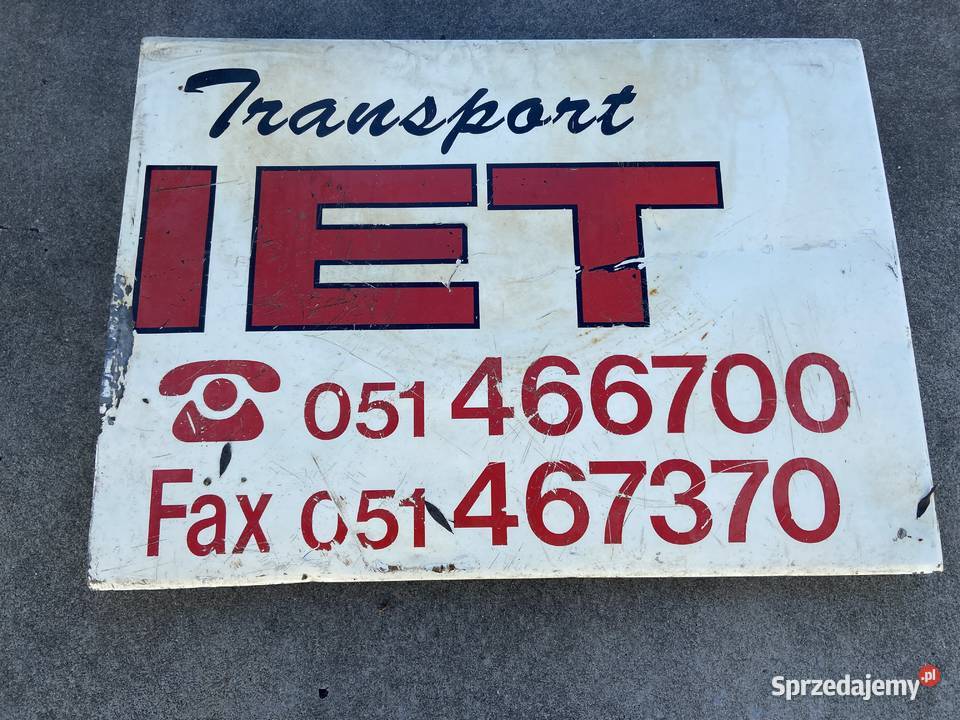 Transport
IET
051 466700
Fax 051 467370
Sprzedajemy.pl